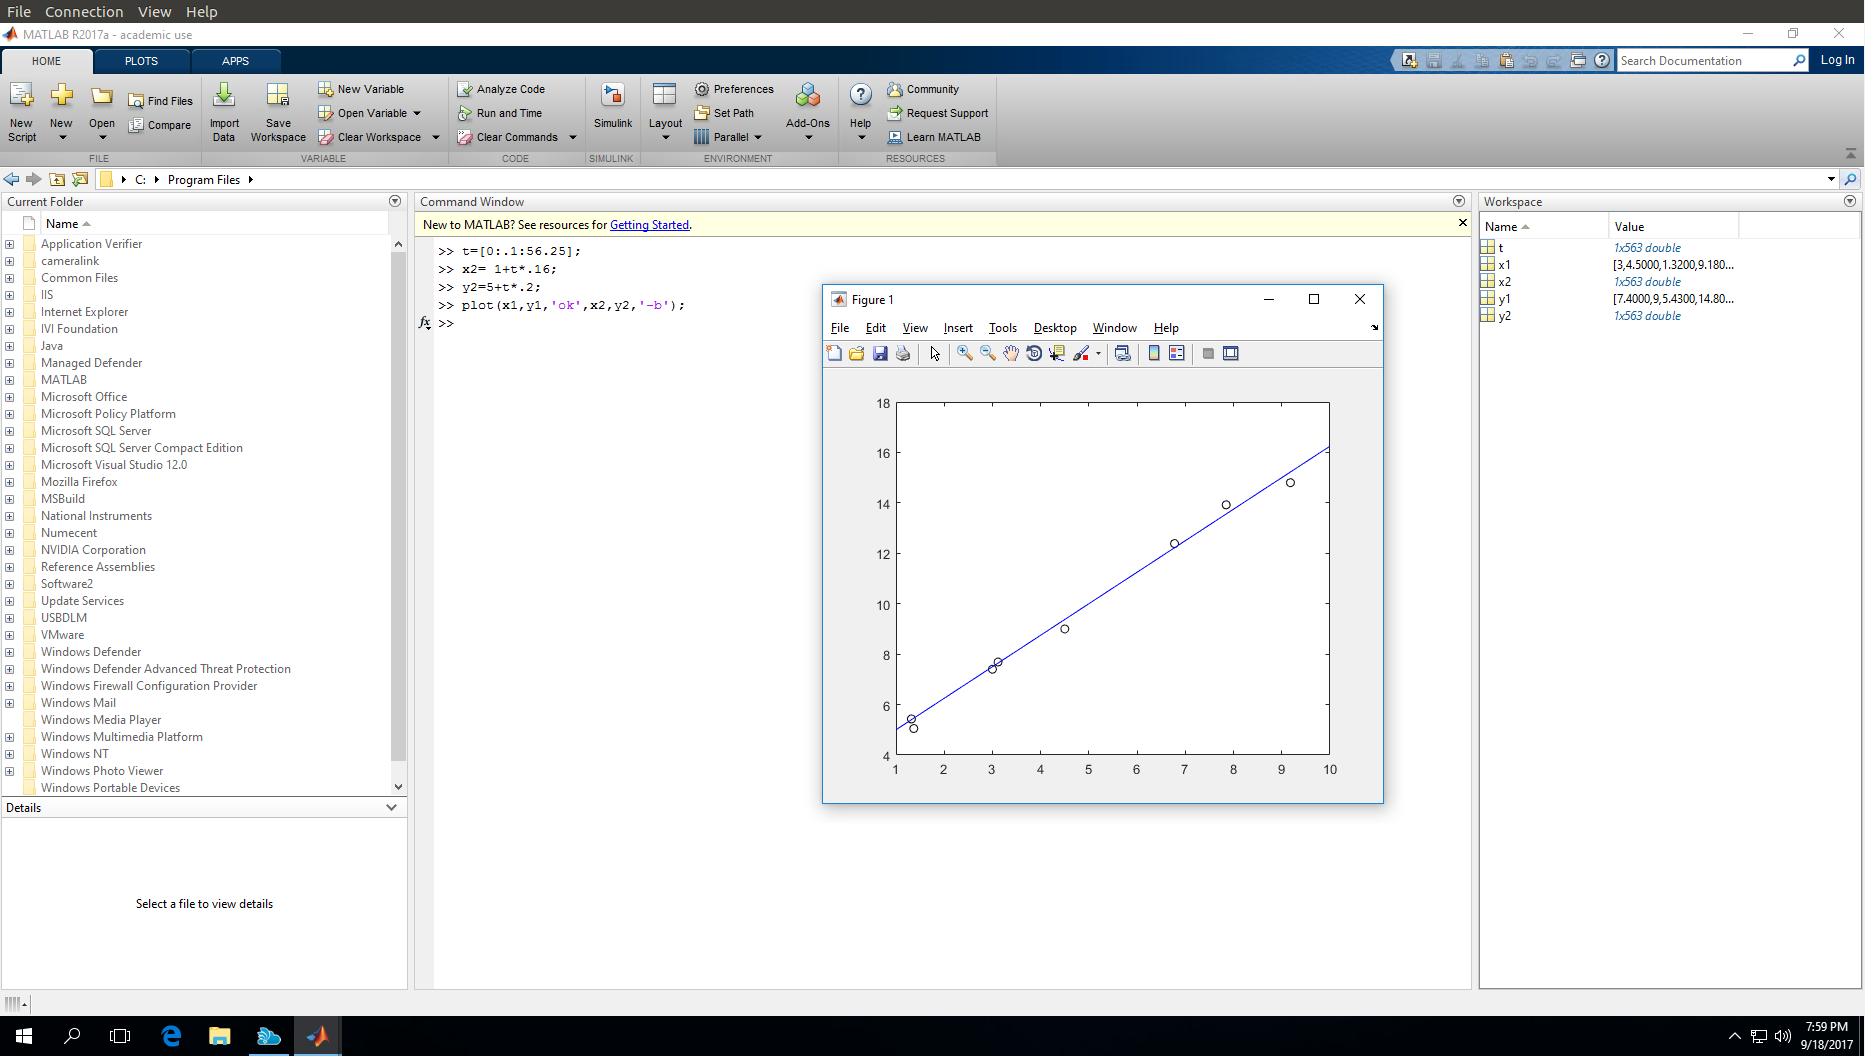 File Connection View Help
MATLAB R2017a - academic use
HOME PLOTS APPS
Search Documentation
Log In
New Script
New
Open
Find Files
Compare
FILE
Import Data
Save Workspace
New Variable
Open Variable
Clear Workspace
VARIABLE
Analyze Code
Run and Time
Clear Commands
CODE
Simulink
SIMULINK
Layout
Preferences
Set Path
Parallel
Add-Ons
ENVIRONMENT
Help
Community
Request Support
Learn MATLAB
RESOURCES
C: Program Files
Current Folder
Name
Application Verifier
cameralink
Common Files
IIS
Internet Explorer
IVI Foundation
Java
Managed Defender
MATLAB
Microsoft Office
Microsoft Policy Platform
Microsoft SQL Server
Microsoft SQL Server Compact Edition
Microsoft Visual Studio 12.0
Mozilla Firefox
MSBuild
National Instruments
Numecent
NVIDIA Corporation
Reference Assemblies
Software2
Update Services
USBDLM
VMware
Windows Defender
Windows Defender Advanced Threat Protection
Windows Firewall Configuration Provider
Windows Mail
Windows Media Player
Windows Multimedia Platform
Windows NT
Windows Photo Viewer
Windows Portable Devices
Details
Select a file to view details
Command Window
New to MATLAB? See resources for Getting Started.
>> t=[0:.1:56.25];
>> x2= 1+t*.16;
>> y2=5+t*.2;
>> plot(x1,y1,'ok',x2,y2,'-b');
fx >>
Figure 1
File Edit View Insert Tools Desktop Window Help
18
16
14
12
10
8
6
4
1 2 3 4 5 6 7 8 9 10
Workspace
Name Value
t 1x563 double
x1 [3,4.5000,1.3200,9.180...
x2 1x563 double
y1 [7.4000,9,5.4300,14.80...
y2 1x563 double
7:59 PM
9/18/2017